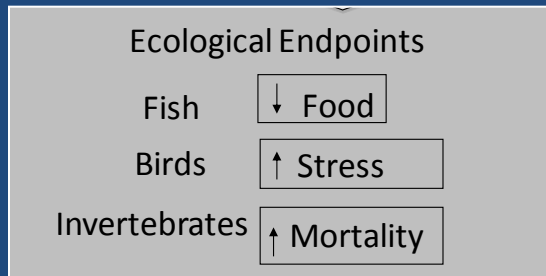 Ecological Endpoints
Fish ↓ Food
Birds ↑ Stress
Invertebrates ↑ Mortality